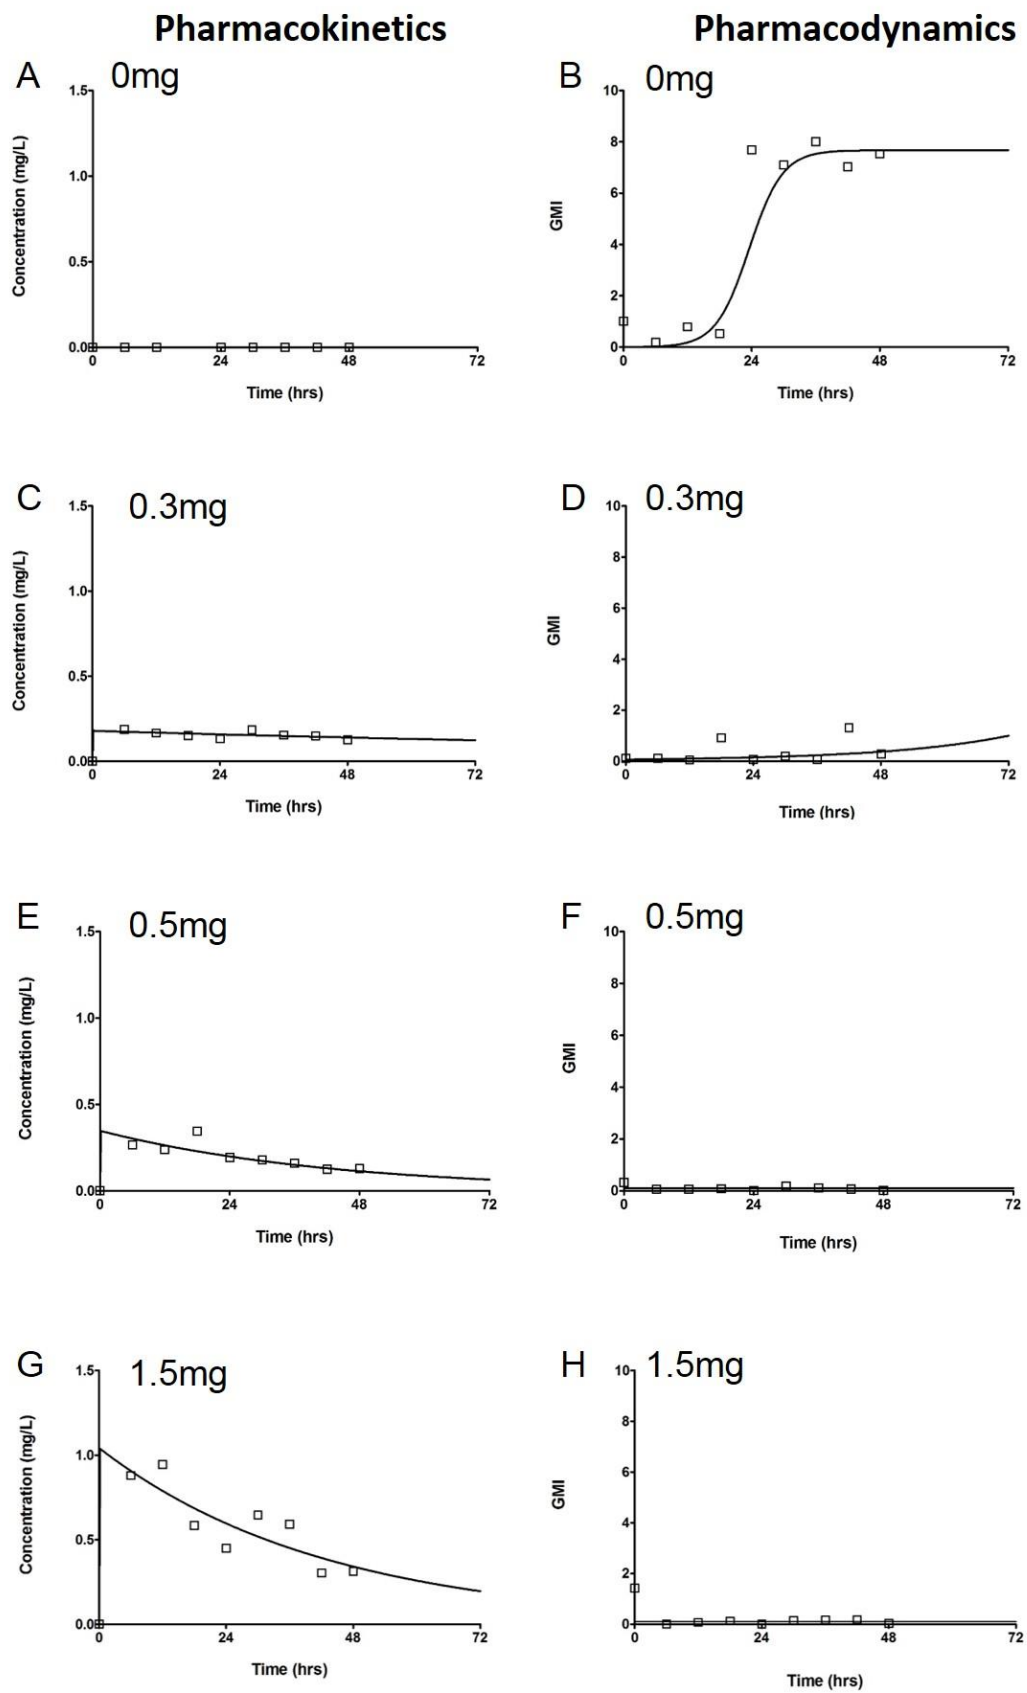 Pharmacokinetics Pharmacodynamics
A 0mg
1.5
1.0
0.5
0.0
Concentration (mg/L)
0 24 48 72
Time (hrs)
B 0mg
10
8
6
4
2
0
GMI
0 24 48 72
Time (hrs)
C 0.3mg
1.5
1.0
0.5
0.0
Concentration (mg/L)
0 24 48 72
Time (hrs)
D 0.3mg
10
8
6
4
2
0
GMI
0 24 48 72
Time (hrs)
E 0.5mg
1.5
1.0
0.5
0.0
Concentration (mg/L)
0 24 48 72
Time (hrs)
F 0.5mg
10
8
6
4
2
0
GMI
0 24 48 72
Time (hrs)
G 1.5mg
1.5
1.0
0.5
0.0
Concentration (mg/L)
0 24 48 72
Time (hrs)
H 1.5mg
10
8
6
4
2
0
GMI
0 24 48 72
Time (hrs)